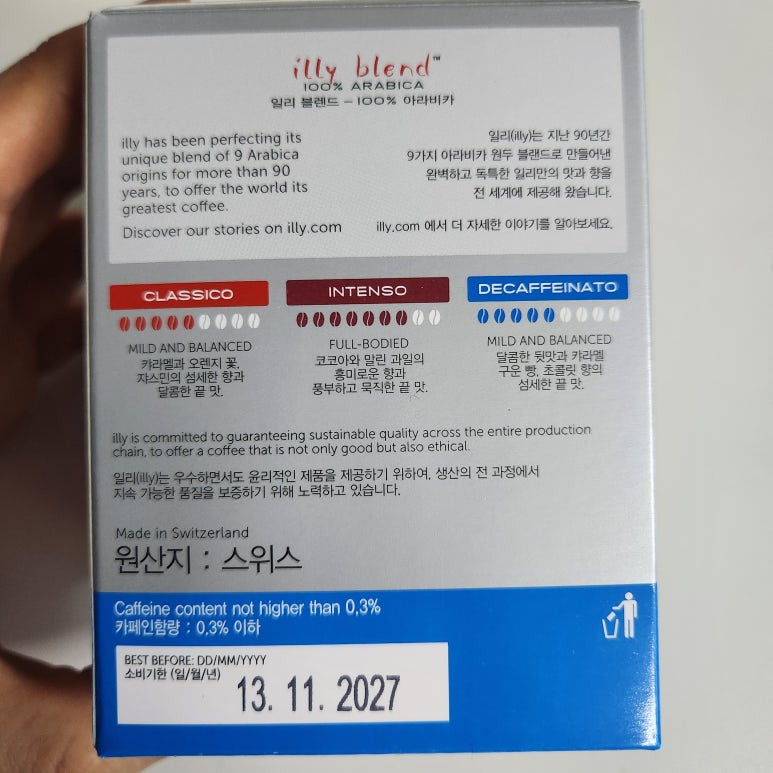 illy blend™
100% ARABICA
일리 블렌드 – 100% 아라비카
illy has been perfecting its
unique blend of 9 Arabica
origins for more than 90
years, to offer the world its
greatest coffee.
Discover our stories on illy.com
일리(illy)는 지난 90년간
9가지 아라비카 원두 블랜드로 만들어낸
완벽하고 독특한 일리만의 맛과 향을
전 세계에 제공해 왔습니다.
illy.com 에서 더 자세한 이야기를 알아보세요.
CLASSICO
MILD AND BALANCED
캬라멜과 오렌지 꽃,
쟈스민의 섬세한 향과
달콤한 끝 맛.
INTENSO
FULL-BODIED
코코아와 말린 과일의
흥미로운 향과
풍부하고 묵직한 끝 맛.
DECAFFEINATO
MILD AND BALANCED
달콤한 뒷맛과 캬라멜
구운 빵, 초콜릿 향의
섬세한 끝 맛.
illy is committed to guaranteeing sustainable quality across the entire production
chain, to offer a coffee that is not only good but also ethical.
일리(illy)는 우수하면서도 윤리적인 제품을 제공하기 위하여, 생산의 전 과정에서
지속 가능한 품질을 보증하기 위해 노력하고 있습니다.
Made in Switzerland
원산지 : 스위스
Caffeine content not higher than 0,3%
카페인함량 : 0,3% 이하
BEST BEFORE: DD/MM/YYYY
소비기한 (일/월/년)
13. 11. 2027